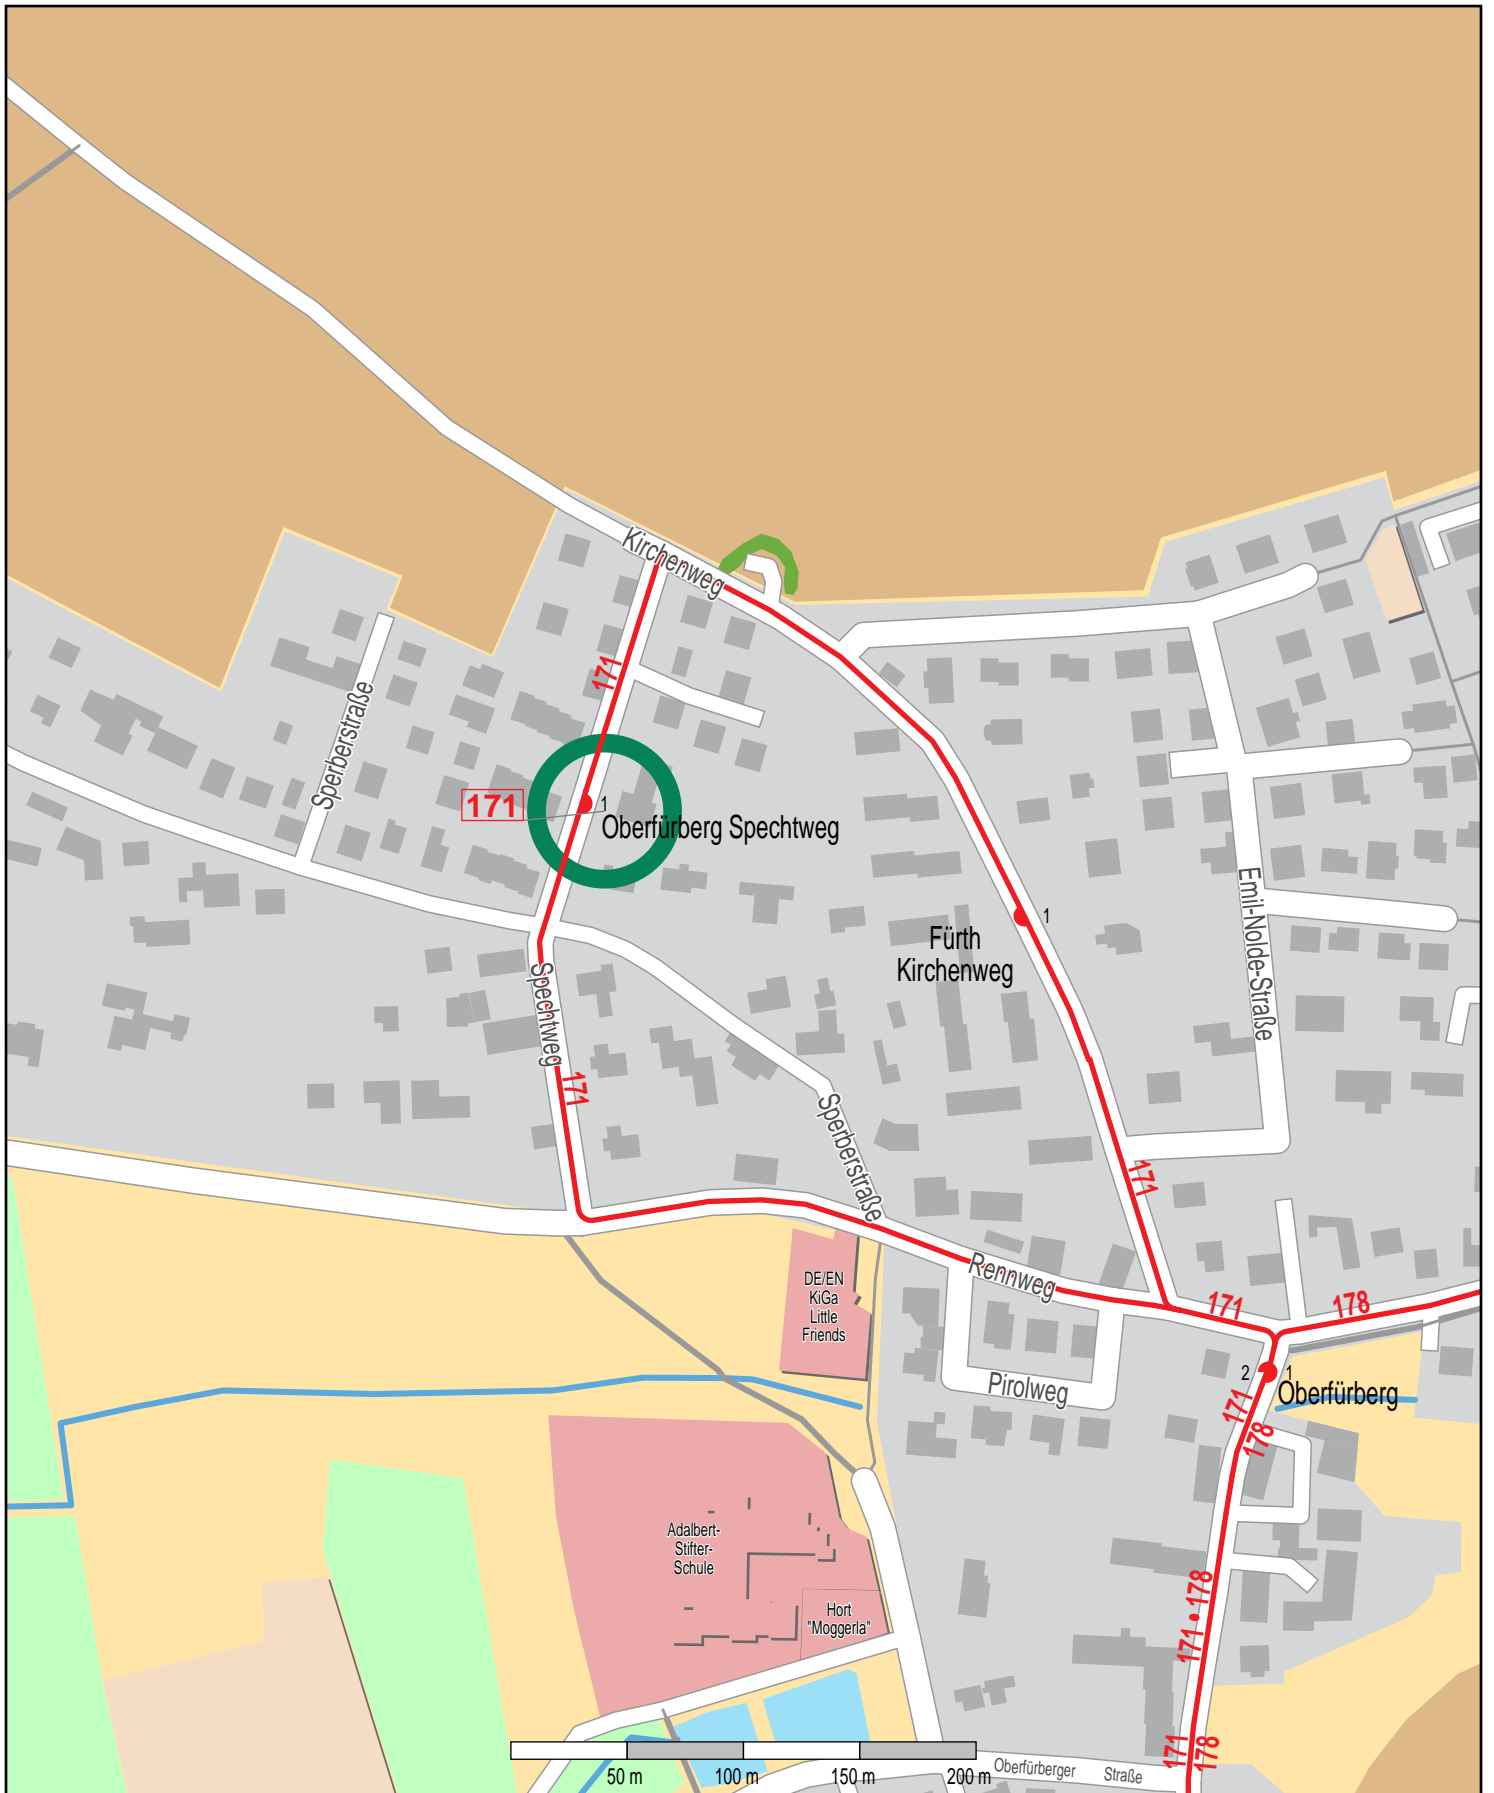 Kirchenweg
171
Sperberstraße
171
1
Oberfürberg Spechtweg
1
Fürth
Kirchenweg
Emil-Nolde-Straße
Spechtweg
171
Sperberstraße
171
Rennweg
DE/EN
KiGa
Little
Friends
171
178
2
1
Oberfürberg
Pirolweg
171
178
Adalbert-
Stifter-
Schule
Hort
"Moggerla"
171 • 178
171
178
Oberfürberger Straße
50 m 100 m 150 m 200 m